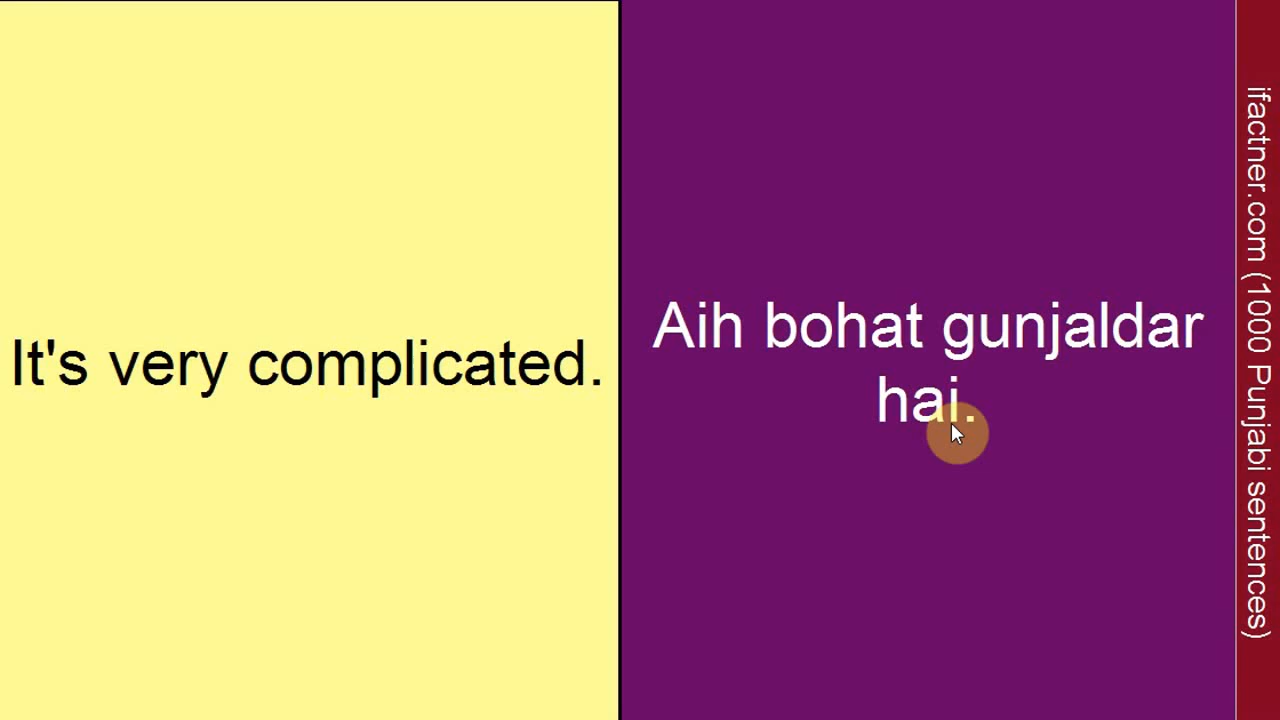 It's very complicated.
Aih bohat gunjaldar
hai.
ifactner.com (1000 Punjabi sentences)